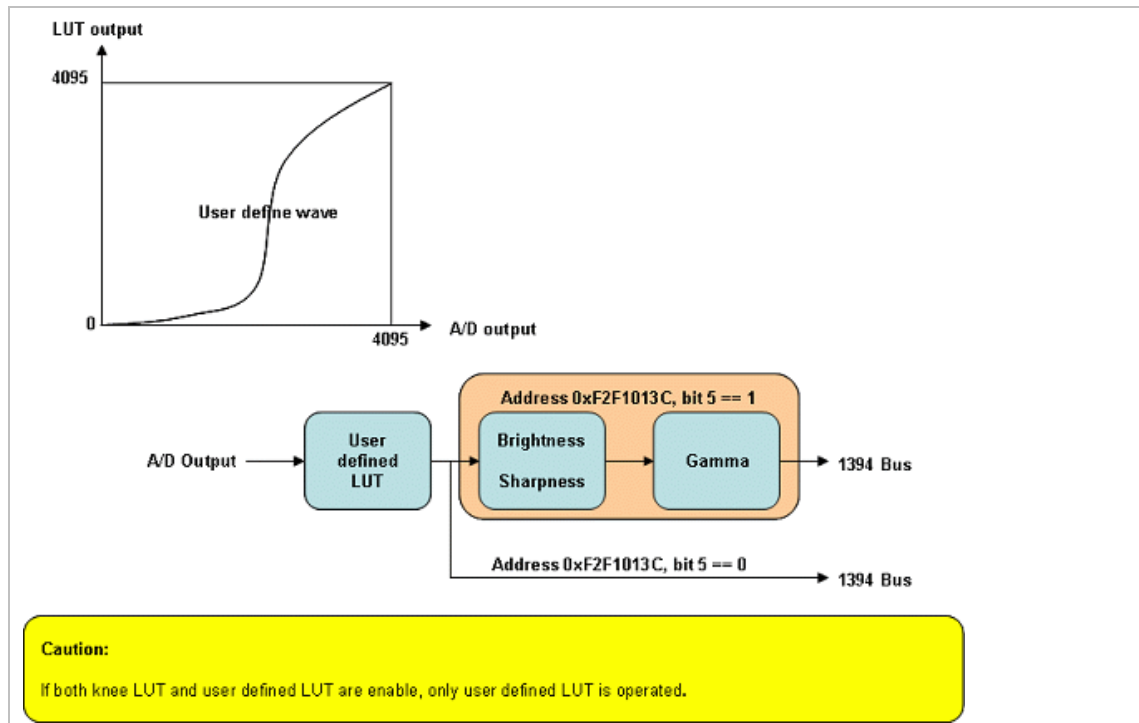 LUT output
4095
User define wave
0
4095
A/D output
Address 0xF2F1013C, bit 5 == 1
A/D Output
User
defined
LUT
Brightness
Sharpness
Gamma
1394 Bus
Address 0xF2F1013C, bit 5 == 0
1394 Bus
Caution:
If both knee LUT and user defined LUT are enable, only user defined LUT is operated.